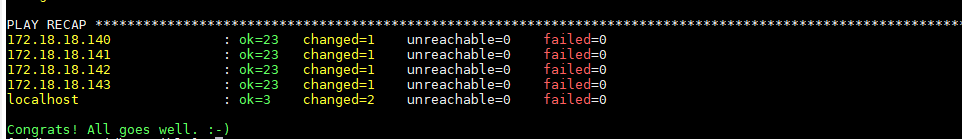 PLAY RECAP ****************************************************************************************************************
172.18.18.140 : ok=23 changed=1 unreachable=0 failed=0
172.18.18.141 : ok=23 changed=1 unreachable=0 failed=0
172.18.18.142 : ok=23 changed=1 unreachable=0 failed=0
172.18.18.143 : ok=23 changed=1 unreachable=0 failed=0
localhost : ok=3 changed=2 unreachable=0 failed=0
Congrats! All goes well. :-)